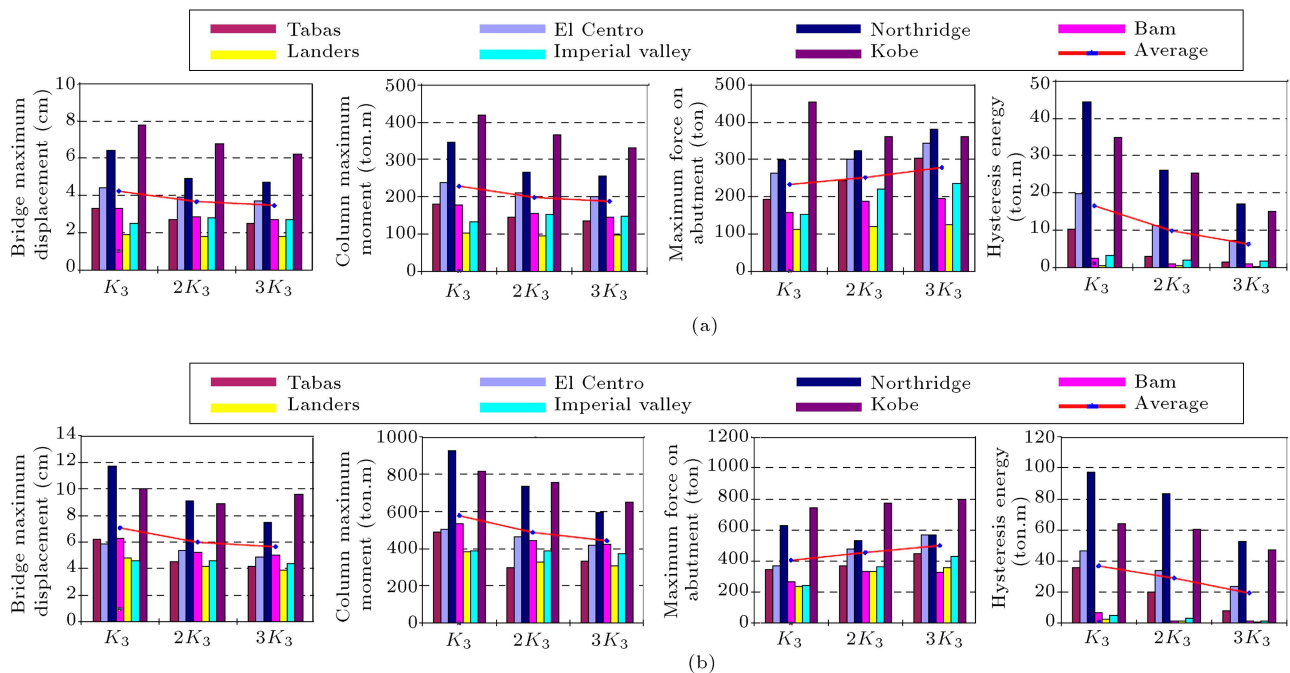 Tabas El Centro Northridge Bam
Landers Imperial valley Kobe Average
Bridge maximum
displacement (cm)
10
8
6
4
2
0
K3 2K3 3K3
Column maximum
moment (ton.m)
500
400
300
200
100
0
K3 2K3 3K3
Maximum force on
abutment (ton)
500
400
300
200
100
0
K3 2K3 3K3
Hysteresis energy
(ton.m)
50
40
30
20
10
0
K3 2K3 3K3
(a)
Tabas El Centro Northridge Bam
Landers Imperial valley Kobe Average
Bridge maximum
displacement (cm)
14
12
10
8
6
4
2
0
K3 2K3 3K3
Column maximum
moment (ton.m)
1000
800
600
400
200
0
K3 2K3 3K3
Maximum force on
abutment (ton)
1200
1000
800
600
400
200
0
K3 2K3 3K3
Hysteresis energy
(ton.m)
120
100
80
60
40
20
0
K3 2K3 3K3
(b)